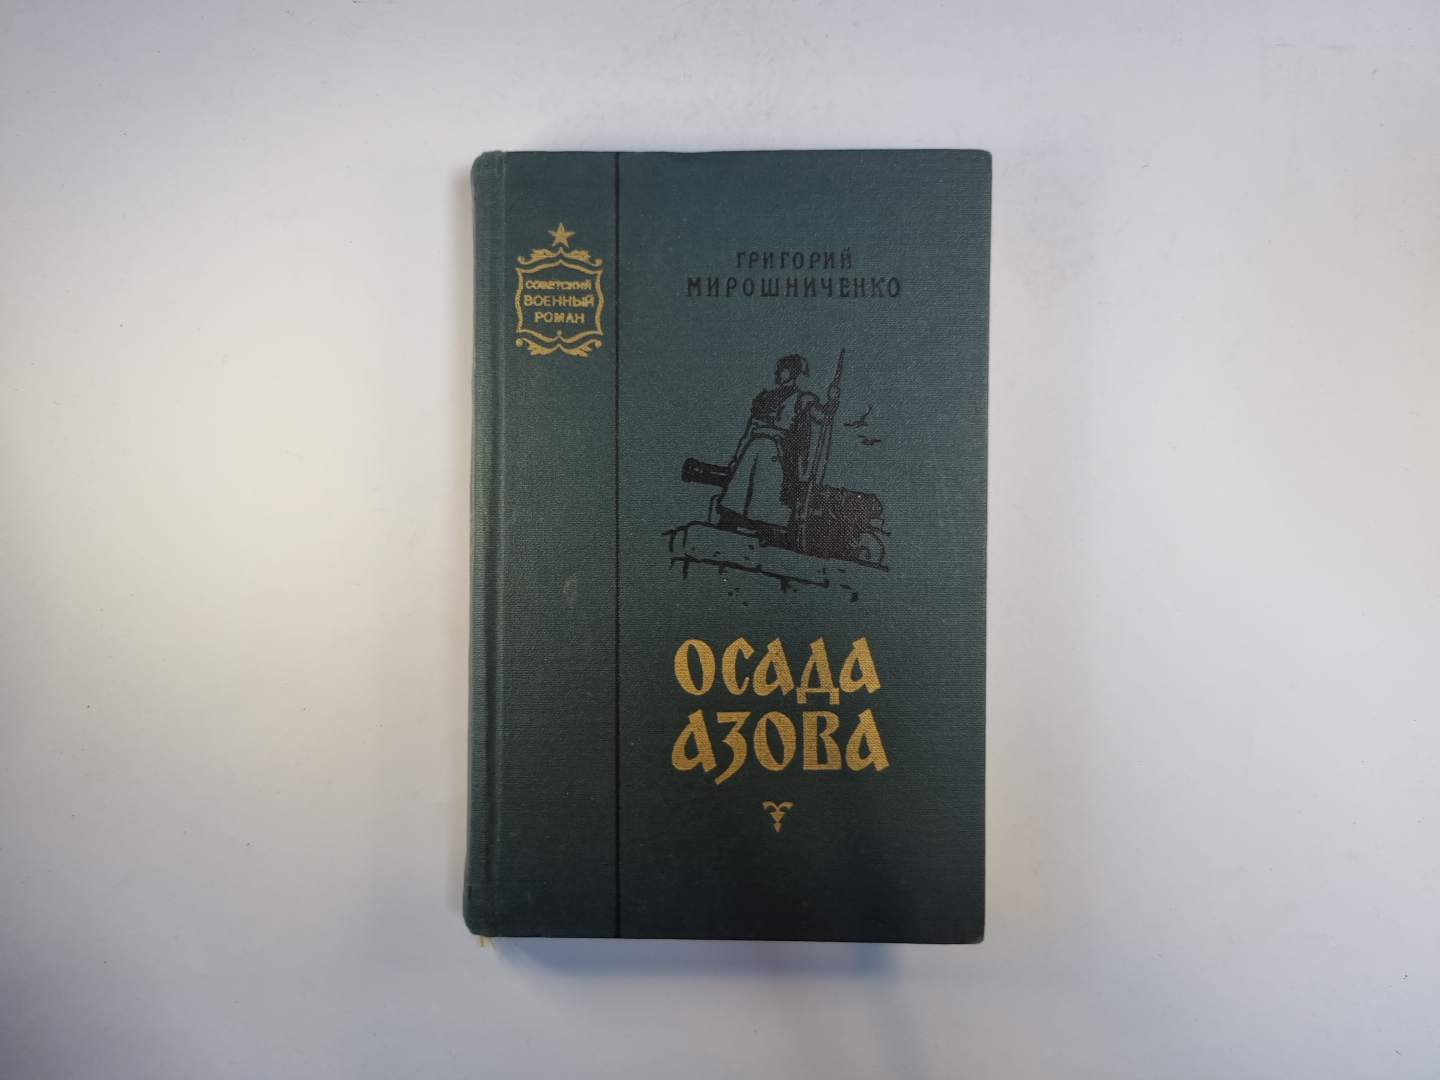 СОВЕТСКИЙ
ВОЕННЫЙ
РОМАН
ГРИГОРИЙ
МИРОШНИЧЕНКО
ОСАДА
АЗОВА